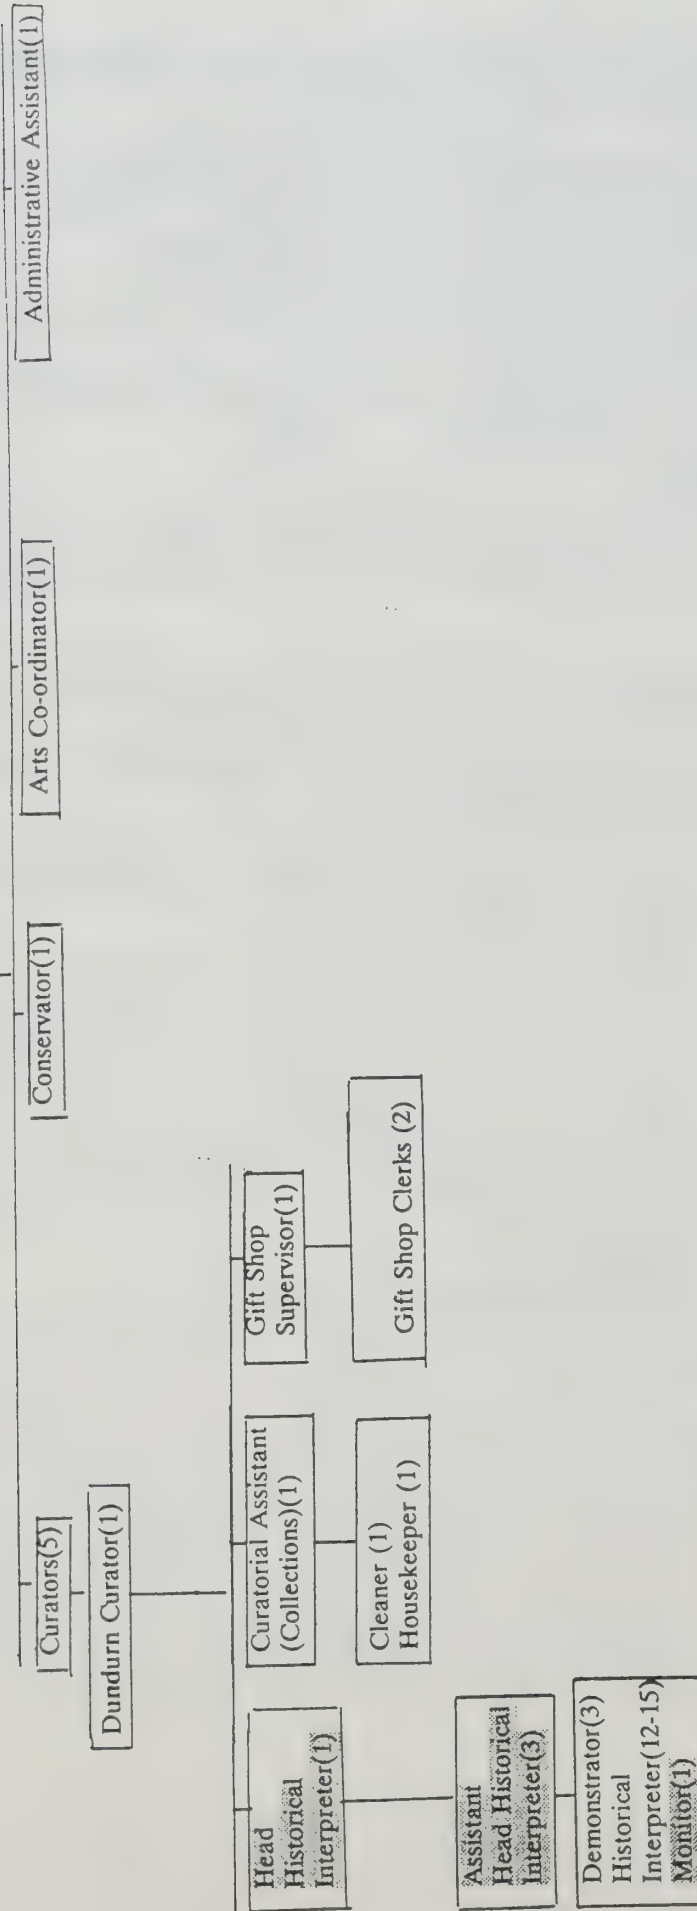 Administrative Assistant(1)
Arts Co-ordinator(1)
Conservator(1)
Curators(5)
Dundurn Curator(1)
Gift Shop
Supervisor(1)
Gift Shop Clerks (2)
Curatorial Assistant
(Collections)(1)
Cleaner (1)
Housekeeper (1)
Head
Historical
Interpreter(1)
Assistant
Head Historical
Interpreter(3)
Demonstrator(3)
Historical
Interpreter(12-15)
Monitor(1)